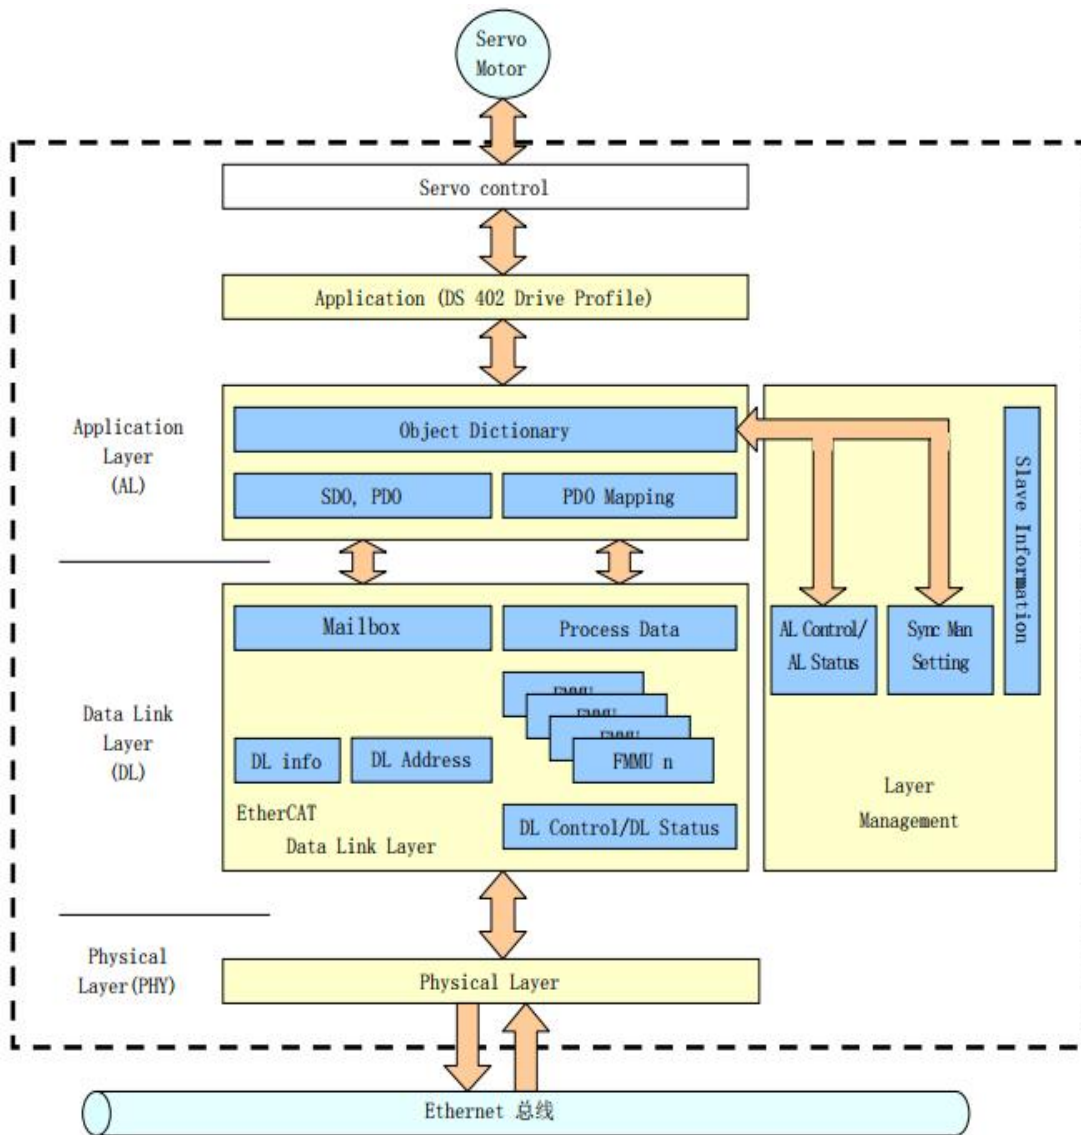 Servo
Motor
Servo control
Application (DS 402 Drive Profile)
Application
Layer
(AL)
Object Dictionary
SDO, PDO
PDO Mapping
Slave Information
Data Link
Layer
(DL)
Mailbox
Process Data
AL Control/
AL Status
Sync Man
Setting
FMMU
FMMU
FMMU
FMMU n
DL info
DL Address
EtherCAT
Data Link Layer
DL Control/DL Status
Layer
Management
Physical
Layer(PHY)
Physical Layer
Ethernet 总线